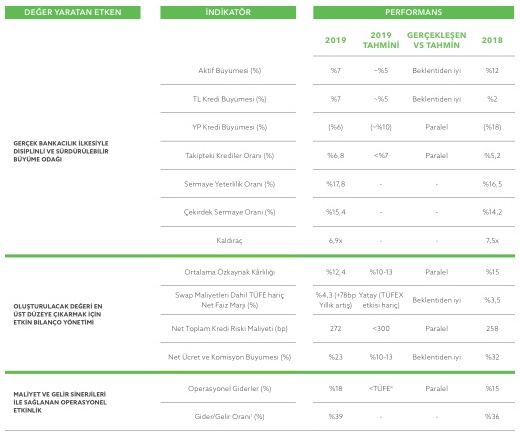 DEĞER YARATAN ETKEN İNDİKATÖR PERFORMANS
2019 2019 TAHMİNİ GERÇEKLEŞEN VS TAHMİN 2018
GERÇEK BANKACILIK İLKESİYLE
DİSİPLİNLİ VE SÜRDÜRÜLEBİLİR
BÜYÜME ODAĞI
Aktif Büyümesi (%) %7 ~%5 Beklentiden iyi %12
TL Kredi Büyümesi (%) %7 ~%5 Beklentiden iyi %2
YP Kredi Büyümesi (%) (%6) (~%10) Paralel (%18)
Takipteki Krediler Oranı (%) %6,8 <%7 Paralel %5,2
Sermaye Yeterlilik Oranı (%) %17,8 - - %16,5
Çekirdek Sermaye Oranı (%) %15,4 - - %14,2
Kaldıraç 6,9x - - 7,5x
OLUŞTURULACAK DEĞERİ EN
ÜST DÜZEYE ÇIKARMAK İÇİN
ETKİN BİLANÇO YÖNETİMİ
Ortalama Özkaynak Kârlılığı %12,4 %10-13 Paralel %15
Swap Maliyetleri Dahil TÜFE hariç %4,3 (+78bp Yatay (TÜFEX
Net Faiz Marjı (%) Yıllık artış) etkisi hariç) Beklentiden iyi %3,5
Net Toplam Kredi Riski Maliyeti (bp) 272 <300 Paralel 258
Net Ücret ve Komisyon Büyümesi (%) %23 %10-13 Beklentiden iyi %32
MALİYET VE GELİR SİNERJİLERİ
İLE SAĞLANAN OPERASYONEL
ETKİNLİK
Operasyonel Giderler (%) %18 <TÜFE Paralel %15
Gider/Gelir Oranı¹ (%) %39 - - %36